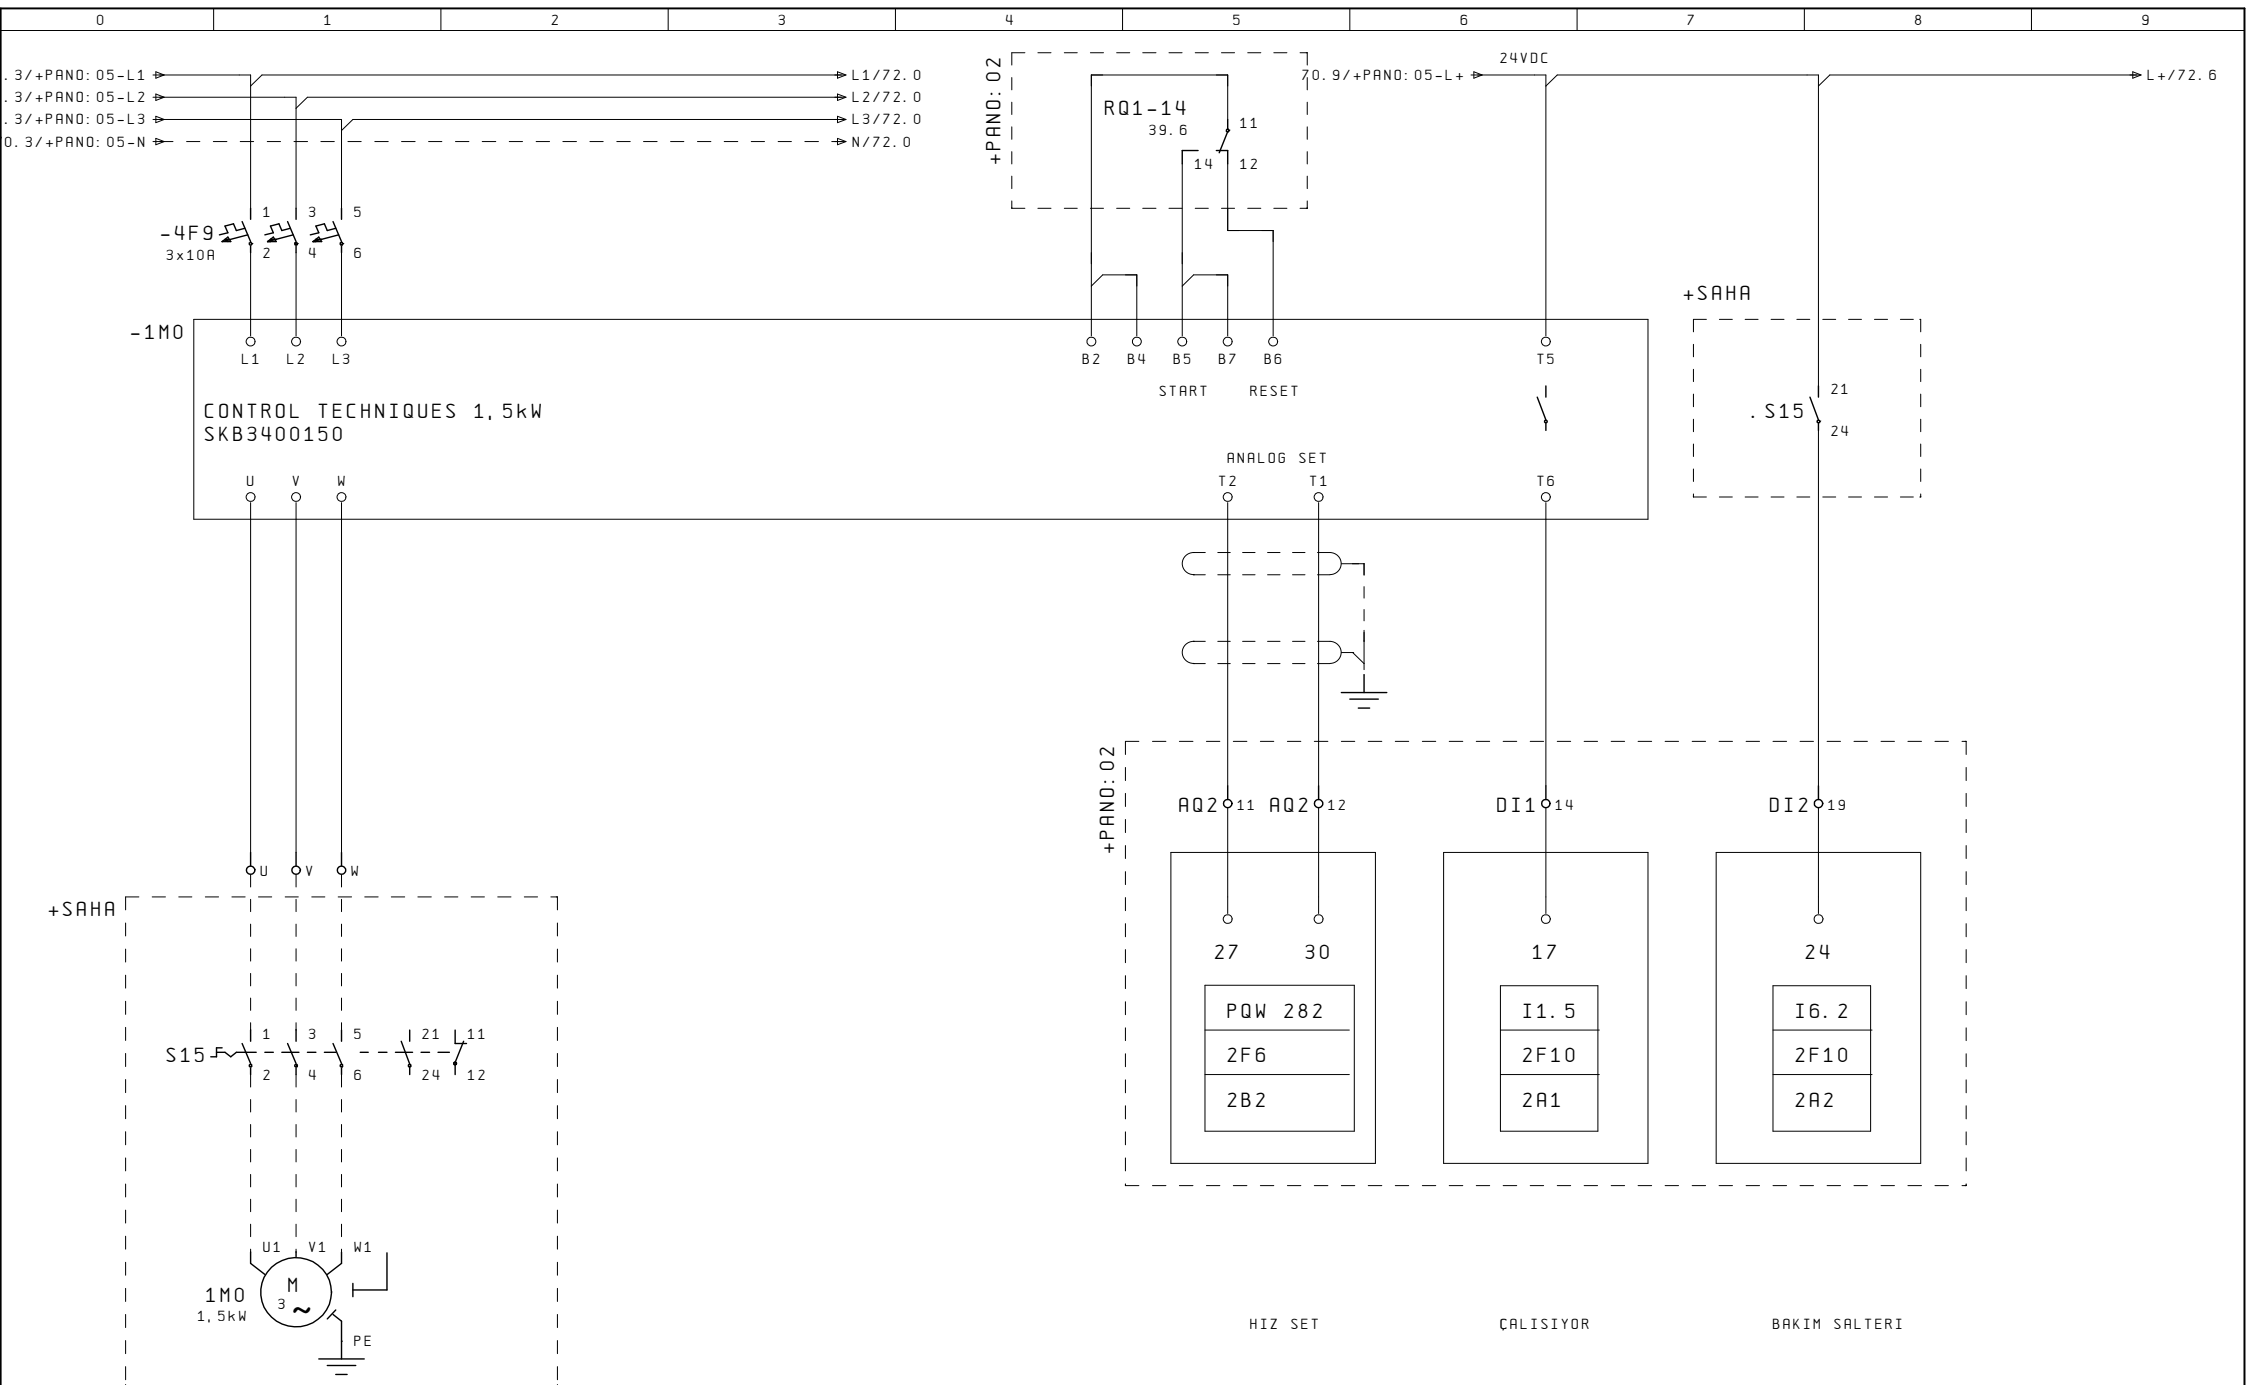 0 1 2 3 4 5 6 7 8 9
24VDC
.3/+PANO:05-L1 L1/72.0
.3/+PANO:05-L2 L2/72.0
.3/+PANO:05-L3 L3/72.0
0.3/+PANO:05-N N/72.0
+PANO:02
RQ1-14
39.6
11
14 12
70.9/+PANO:05-L+ L+/72.6
1 3 5
-4F9
3x10A
2 4 6
+SAHA
-1M0
L1 L2 L3 B2 B4 B5 B7 B6 T5
START RESET
CONTROL TECHNIQUES 1,5kW
SKB3400150
21
.S15
24
ANALOG SET
U V W T2 T1 T6
+PANO:02
AQ2 11 AQ2 12 DI1 14 DI2 19
U V W
+SAHA
27 30 17 24
PQW 282 I1.5 I6.2
2F6 2F10 2F10
2B2 2A1 2A2
1 3 5 21 11
S15
2 4 6 24 12
U1 V1 W1
M
3 ~
1M0
1,5kW
PE
HIZ SET ÇALISIYOR BAKIM SALTERI